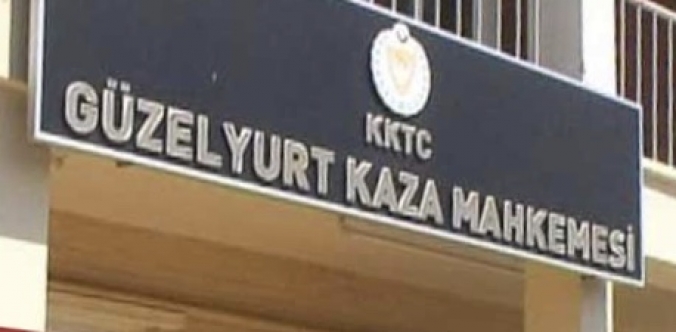 KKTC
GÜZELYURT KAZA MAHKEMESİ